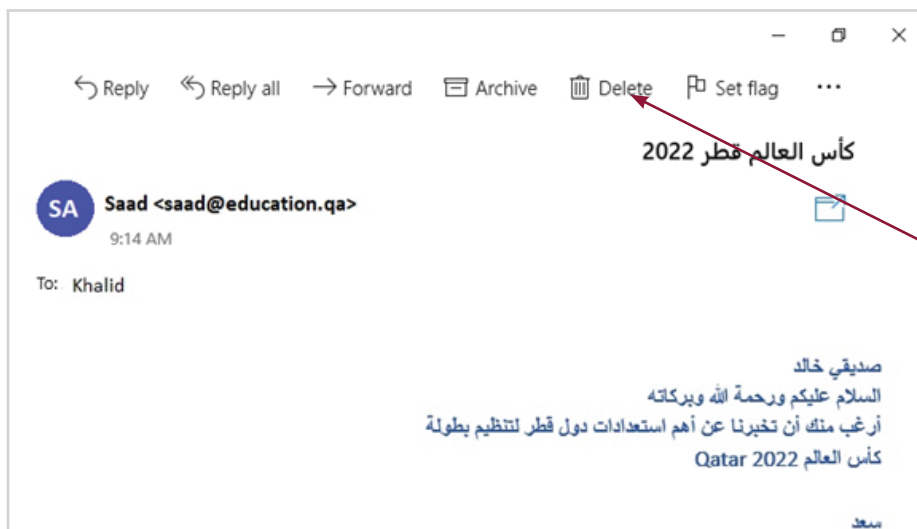 Reply Reply all Forward Archive Delete Set flag ...
كأس العالم قطر 2022
SA Saad <saad@education.qa>
9:14 AM
To: Khalid
صديقي خالد
السلام عليكم ورحمة الله وبركاته
أرغب منك أن تخبرنا عن أهم استعدادات دول قطر لتنظيم بطولة
كأس العالم Qatar 2022
سعد